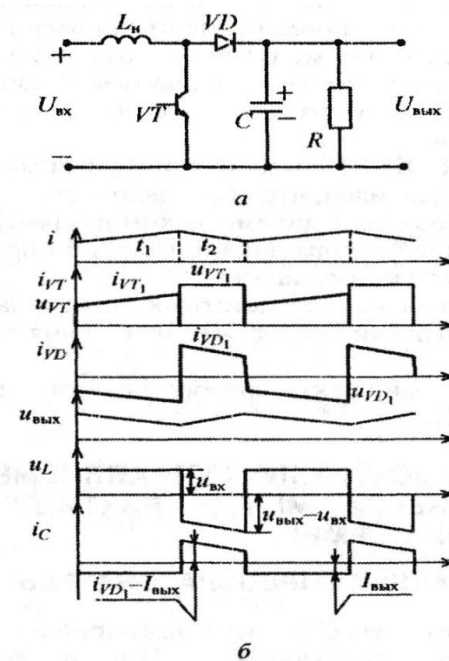 Lн VD
+
Uвх VT + C − R Uвых
−
а
i t₁ t₂
iVT iVT₁ uVT₁
uVT
iVD iVD₁
uVD₁
uвых
uL uвх
uвых−uвх
iC
iVD₁−Iвых Iвых
б